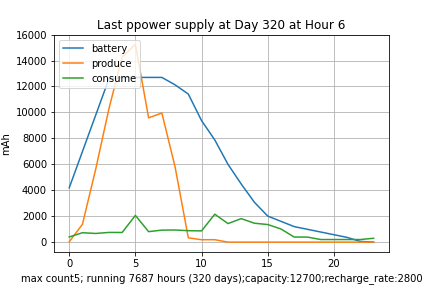 Last ppower supply at Day 320 at Hour 6
16000
14000
12000
10000
8000
6000
4000
2000
0
mAh
battery
produce
consume
0
5
10
15
20
max count5; running 7687 hours (320 days);capacity:12700;recharge_rate:2800